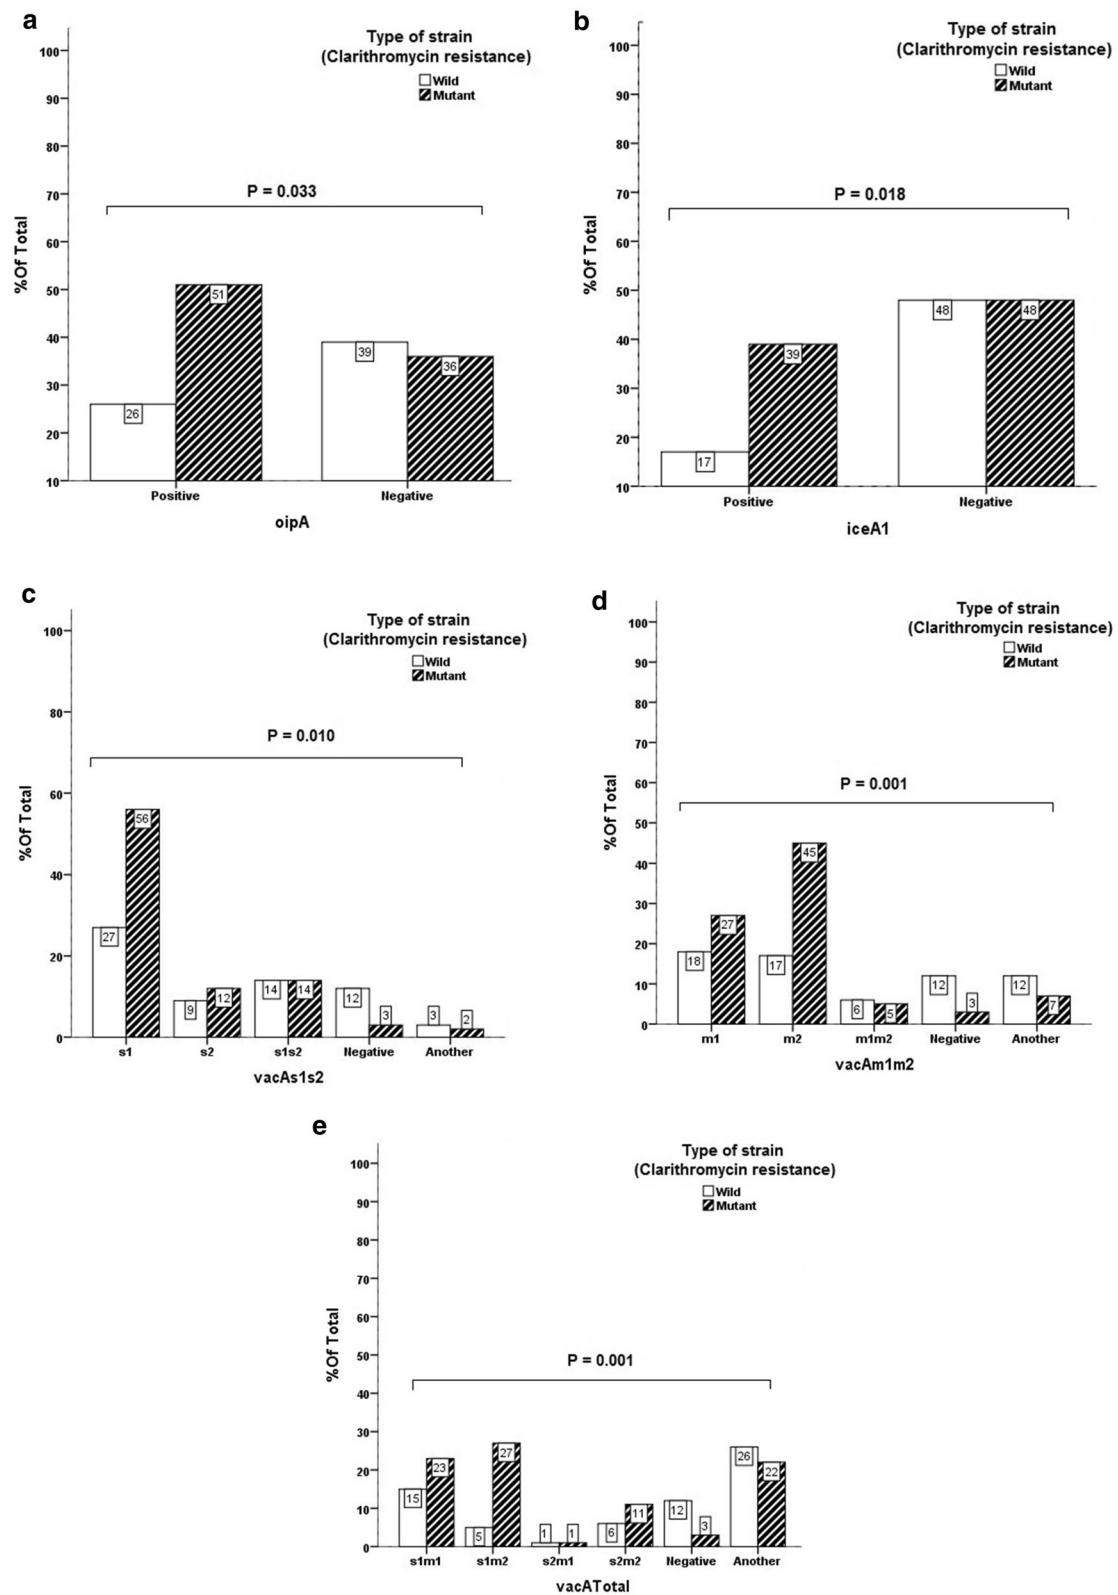 a
Type of strain
(Clarithromycin resistance)
Wild
Mutant
P = 0.033
%Of Total
100
90
80
70
60
50
40
30
20
10
26
51
39
36
Positive
Negative
oipA
b
Type of strain
(Clarithromycin resistance)
Wild
Mutant
P = 0.018
%Of Total
100
90
80
70
60
50
40
30
20
10
17
39
48
48
Positive
Negative
iceA1
c
Type of strain
(Clarithromycin resistance)
Wild
Mutant
P = 0.010
%Of Total
100
80
60
40
20
0
27
56
9
12
14
14
12
3
3
2
s1
s2
s1s2
Negative
Another
vacAs1s2
d
Type of strain
(Clarithromycin resistance)
Wild
Mutant
P = 0.001
%Of Total
100
90
80
70
60
50
40
30
20
10
0
18
27
17
45
6
5
12
3
12
7
m1
m2
m1m2
Negative
Another
vacAm1m2
e
Type of strain
(Clarithromycin resistance)
Wild
Mutant
P = 0.001
%Of Total
100
90
80
70
60
50
40
30
20
10
0
15
23
5
27
1
1
6
11
12
3
26
22
s1m1
s1m2
s2m1
s2m2
Negative
Another
vacATotal